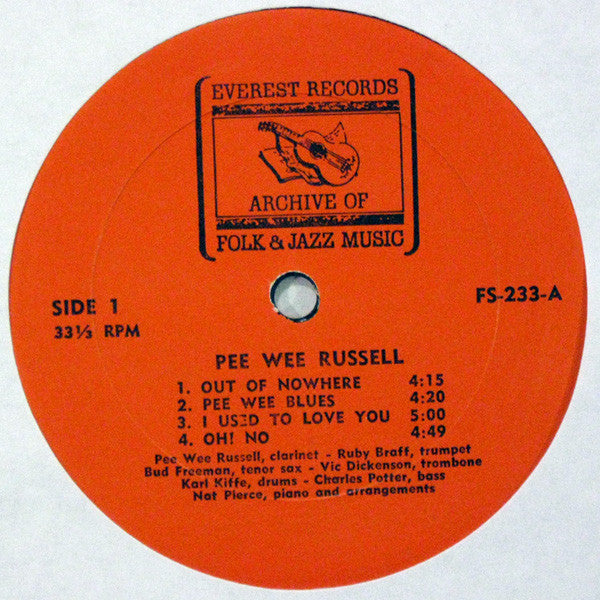 EVEREST RECORDS
ARCHIVE OF
FOLK & JAZZ MUSIC
SIDE 1
33⅓ RPM
FS-233-A
PEE WEE RUSSELL
1. OUT OF NOWHERE 4:15
2. PEE WEE BLUES 4:20
3. I USED TO LOVE YOU 5:00
4. OH! NO 4:49
Pee Wee Russell, clarinet - Ruby Braff, trumpet
Bud Freeman, tenor sax - Vic Dickenson, trombone
Karl Kiffe, drums - Charles Potter, bass
Nat Pierce, piano and arrangements